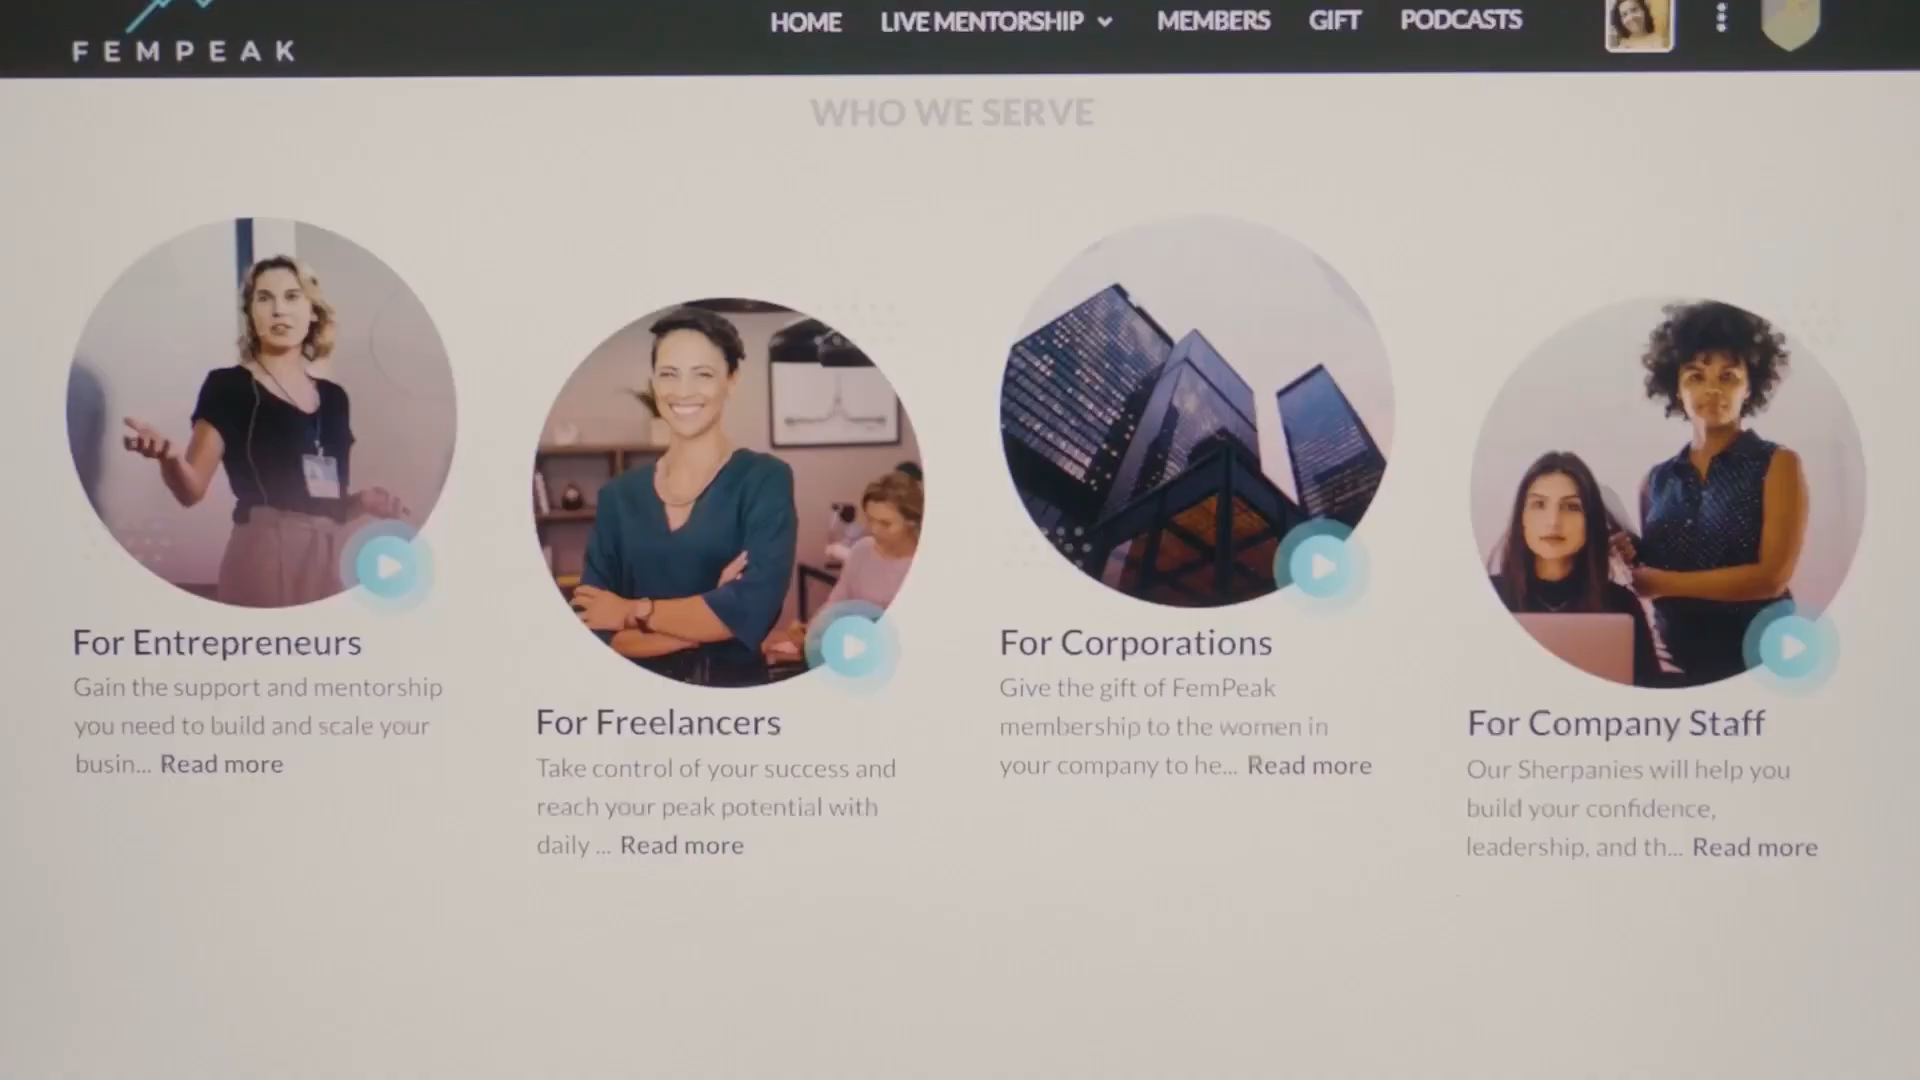 FEMPEAK
HOME LIVE MENTORSHIP MEMBERS GIFT PODCASTS
WHO WE SERVE
For Entrepreneurs
Gain the support and mentorship
you need to build and scale your
busin... Read more
For Freelancers
Take control of your success and
reach your peak potential with
daily ... Read more
For Corporations
Give the gift of FemPeak
membership to the women in
your company to he... Read more
For Company Staff
Our Sherpanies will help you
build your confidence,
leadership, and th... Read more